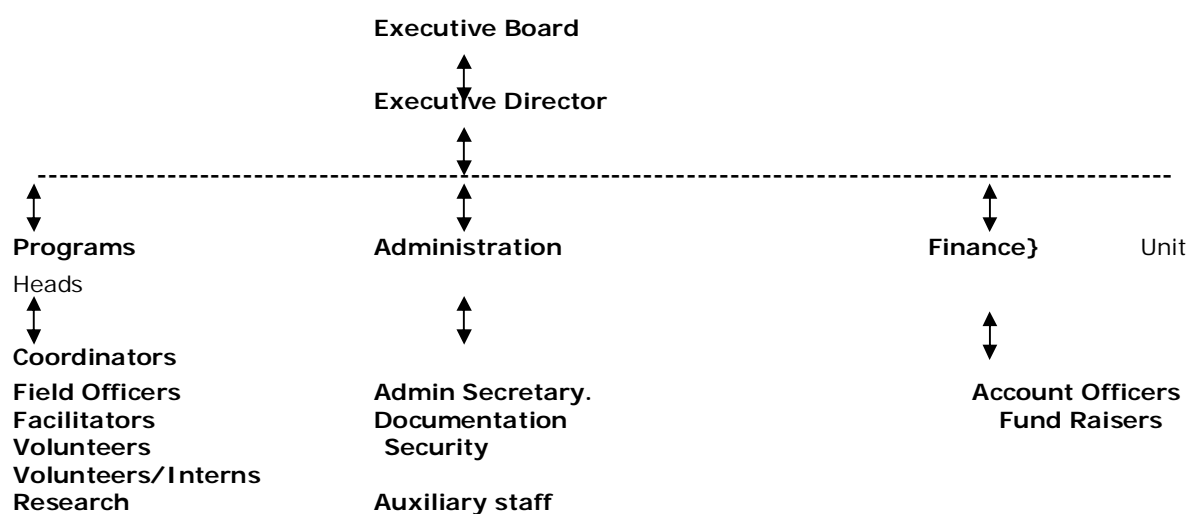 Executive Board
Executive Director
Programs Administration Finance} Unit
Heads
Coordinators
Field Officers Admin Secretary. Account Officers
Facilitators Documentation Fund Raisers
Volunteers Security
Volunteers/Interns
Research Auxiliary staff